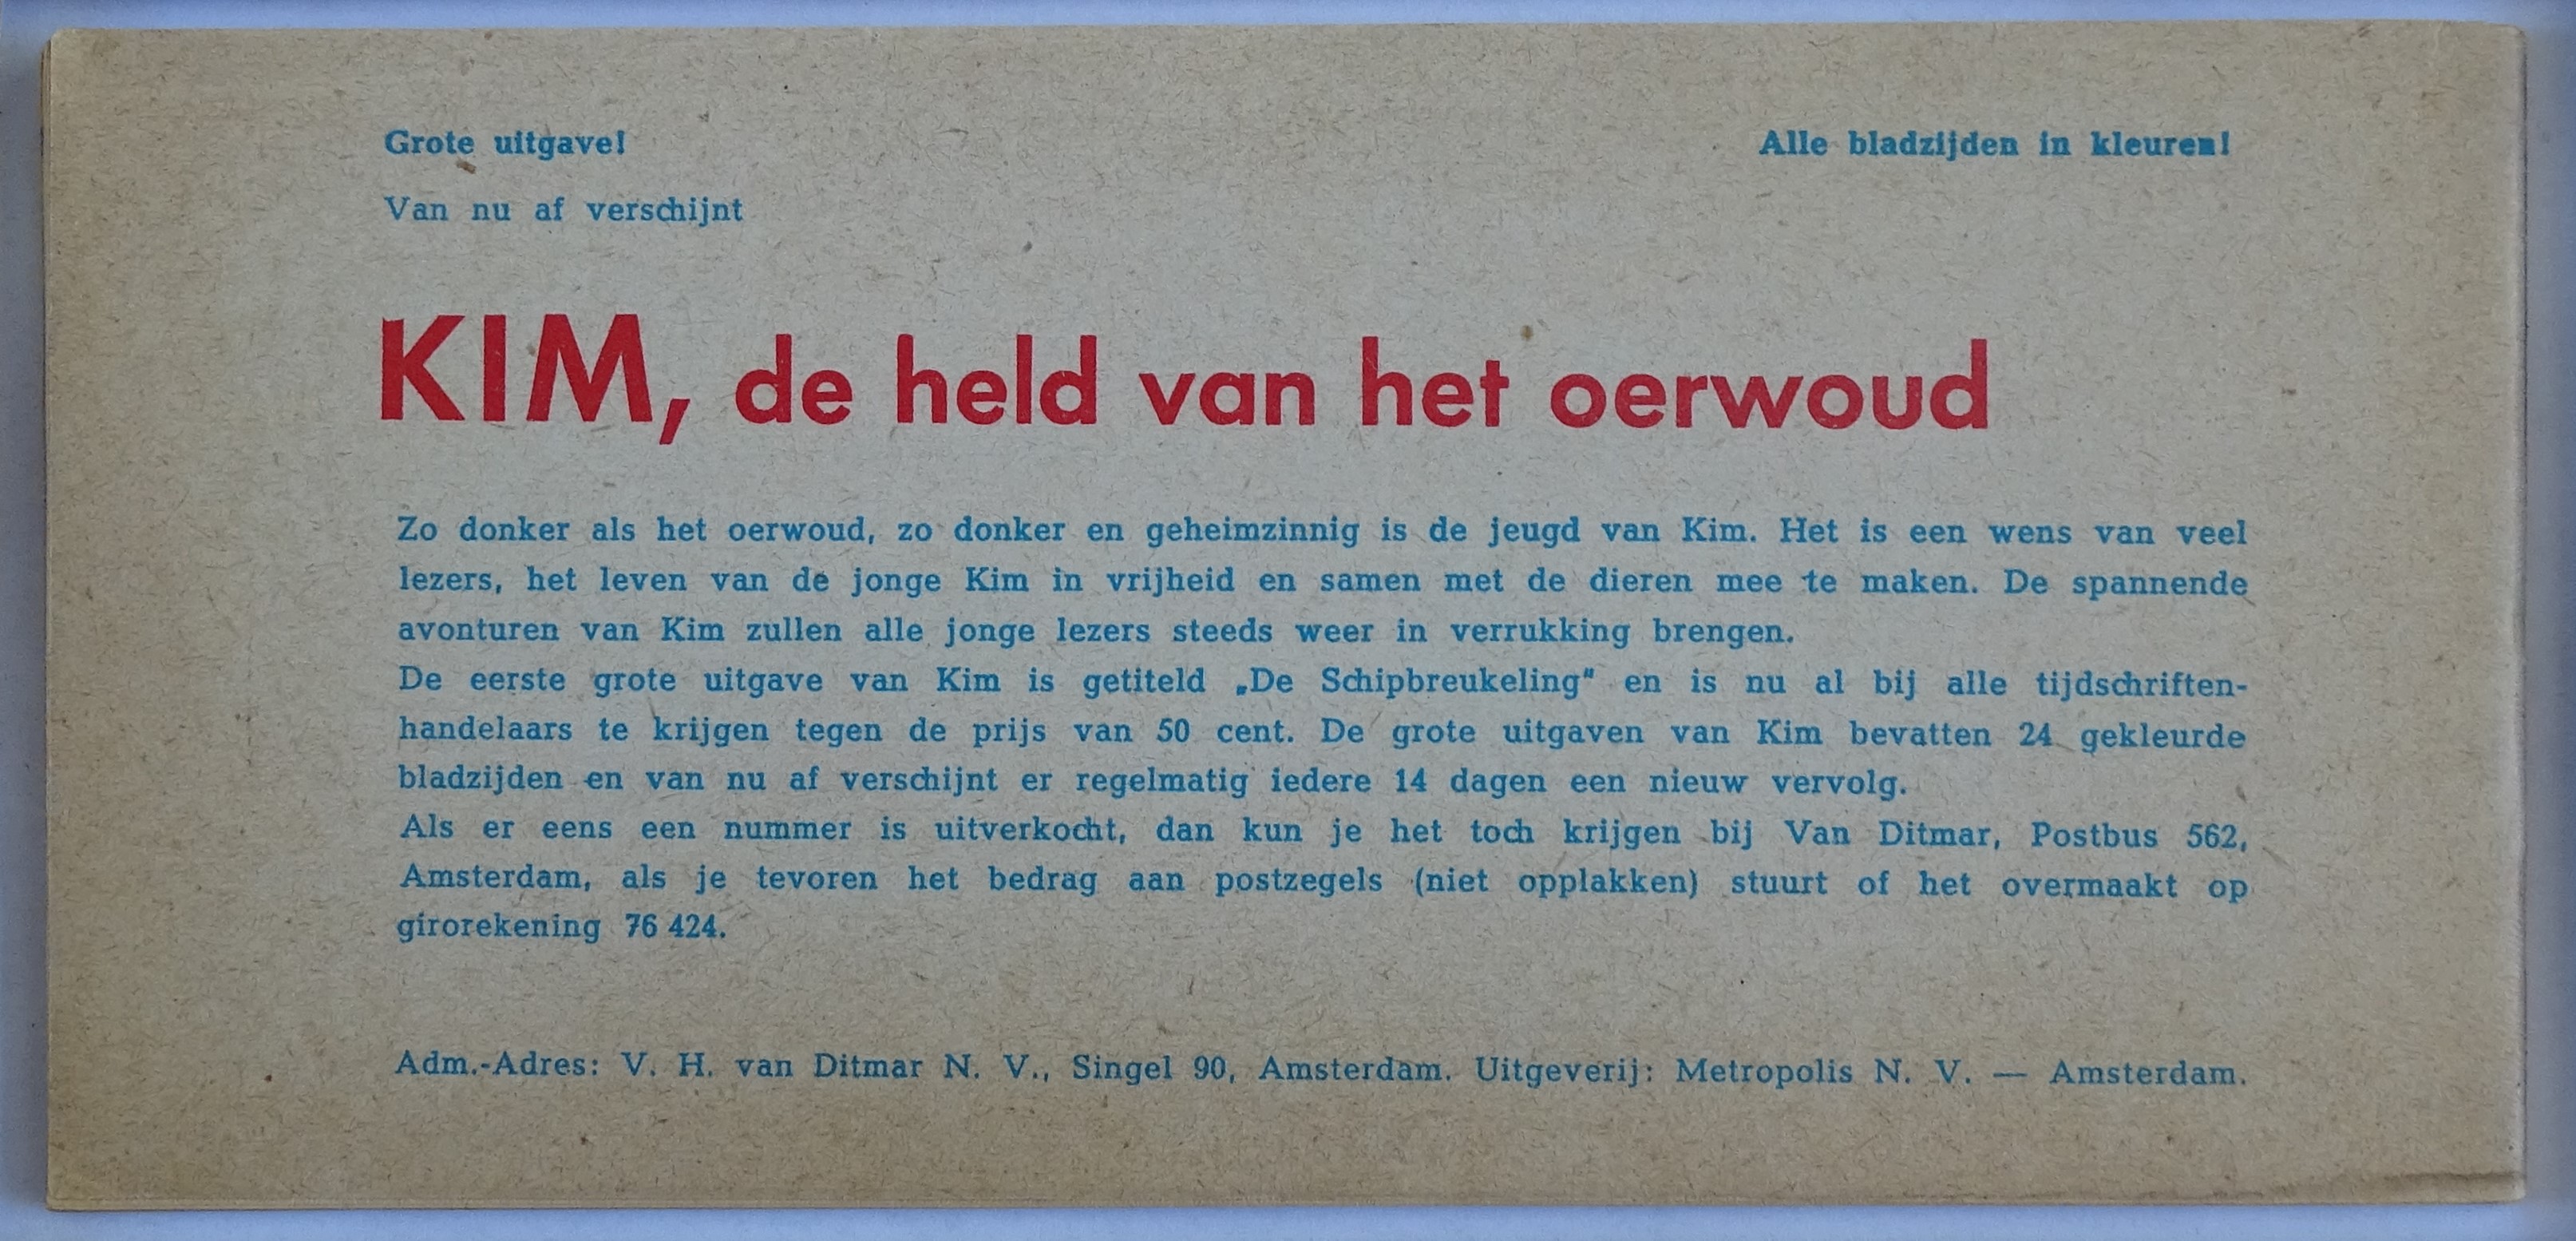 Grote uitgave!
Alle bladzijden in kleuren!
Van nu af verschijnt
KIM, de held van het oerwoud
Zo donker als het oerwoud, zo donker en geheimzinnig is de jeugd van Kim. Het is een wens van veel
lezers, het leven van de jonge Kim in vrijheid en samen met de dieren mee te maken. De spannende
avonturen van Kim zullen alle jonge lezers steeds weer in verrukking brengen.
De eerste grote uitgave van Kim is getiteld „De Schipbreukeling" en is nu al bij alle tijdschriften-
handelaars te krijgen tegen de prijs van 50 cent. De grote uitgaven van Kim bevatten 24 gekleurde
bladzijden en van nu af verschijnt er regelmatig iedere 14 dagen een nieuw vervolg.
Als er eens een nummer is uitverkocht, dan kun je het toch krijgen bij Van Ditmar, Postbus 562,
Amsterdam, als je tevoren het bedrag aan postzegels (niet opplakken) stuurt of het overmaakt op
girorekening 76 424.
Adm.-Adres: V. H. van Ditmar N. V., Singel 90, Amsterdam. Uitgeverij: Metropolis N. V. — Amsterdam.